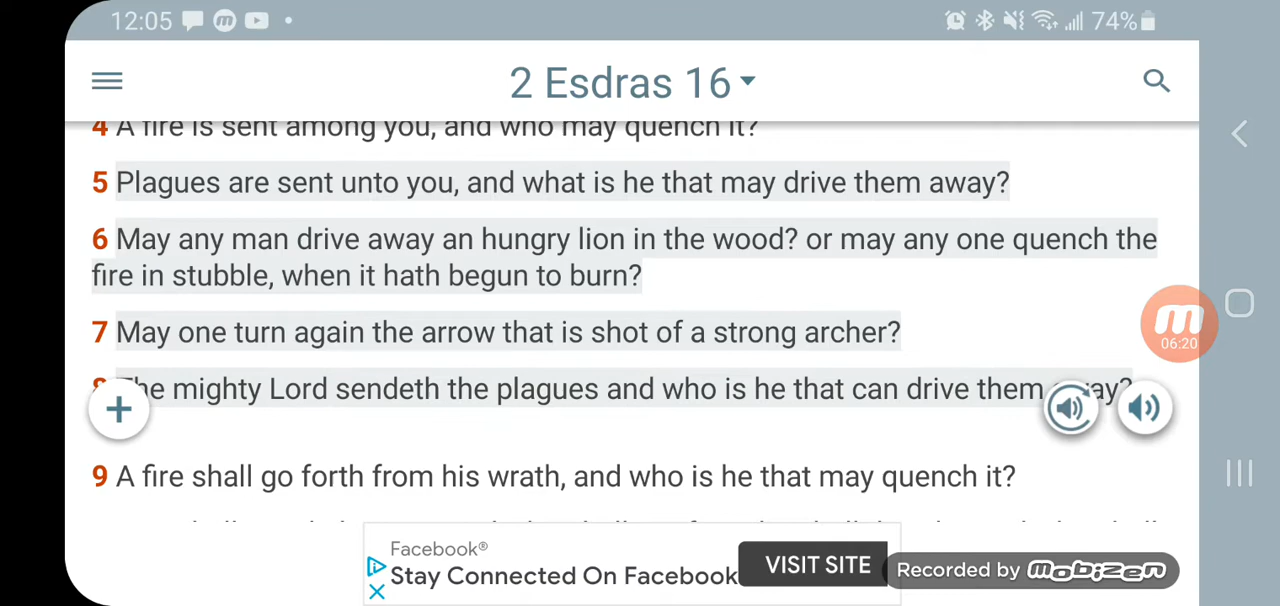 12:05
74%
2 Esdras 16
4 A fire is sent among you, and who may quench it?
5 Plagues are sent unto you, and what is he that may drive them away?
6 May any man drive away an hungry lion in the wood? or may any one quench the
fire in stubble, when it hath begun to burn?
7 May one turn again the arrow that is shot of a strong archer?
06:20
8 The mighty Lord sendeth the plagues and who is he that can drive them away?
9 A fire shall go forth from his wrath, and who is he that may quench it?
Facebook®
Stay Connected On Facebook
VISIT SITE
Recorded by mobizen